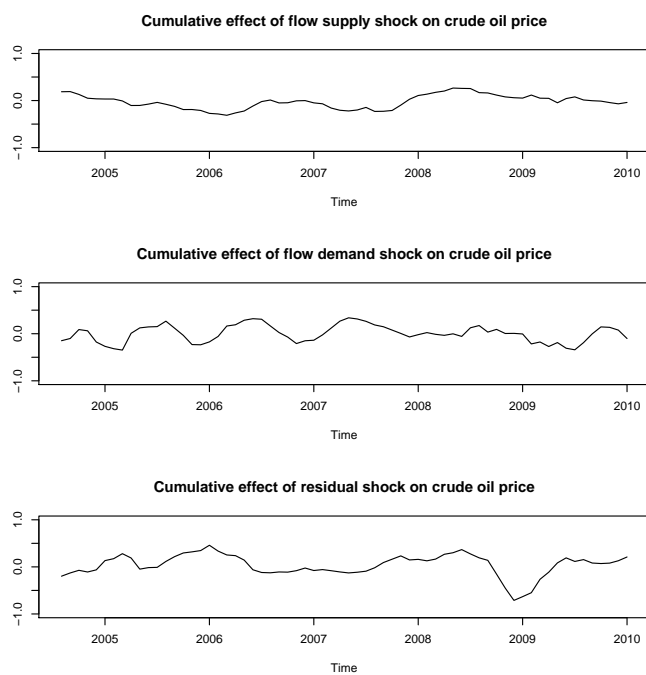 Cumulative effect of flow supply shock on crude oil price
1.0
0.0
−1.0
2005 2006 2007 2008 2009 2010
Time
Cumulative effect of flow demand shock on crude oil price
1.0
0.0
−1.0
2005 2006 2007 2008 2009 2010
Time
Cumulative effect of residual shock on crude oil price
1.0
0.0
−1.0
2005 2006 2007 2008 2009 2010
Time